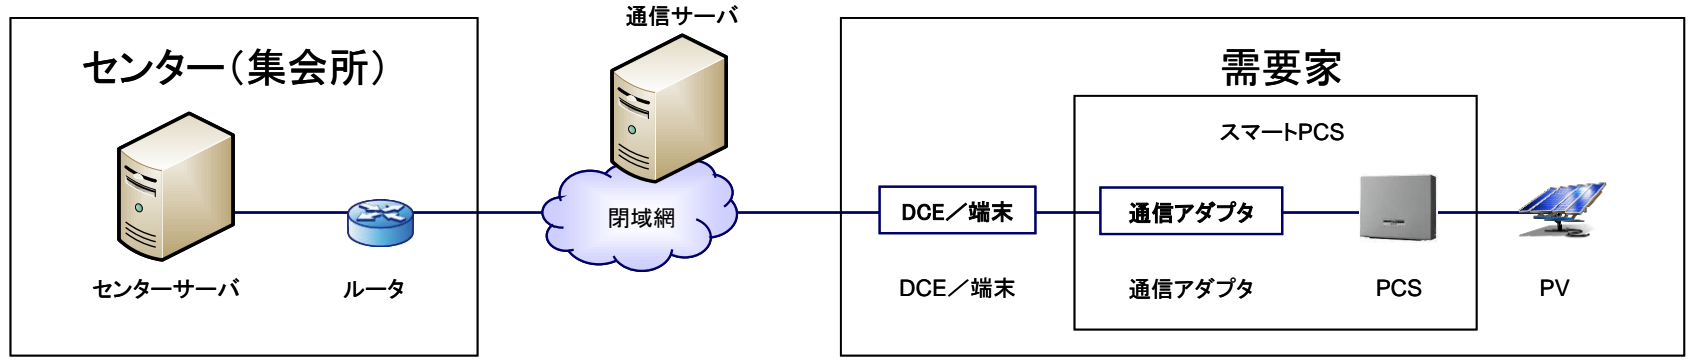 通信サーバ
センター（集会所）
需要家
スマートPCS
閉域網
DCE／端末
通信アダプタ
センターサーバ
ルータ
DCE／端末
通信アダプタ
PCS
PV